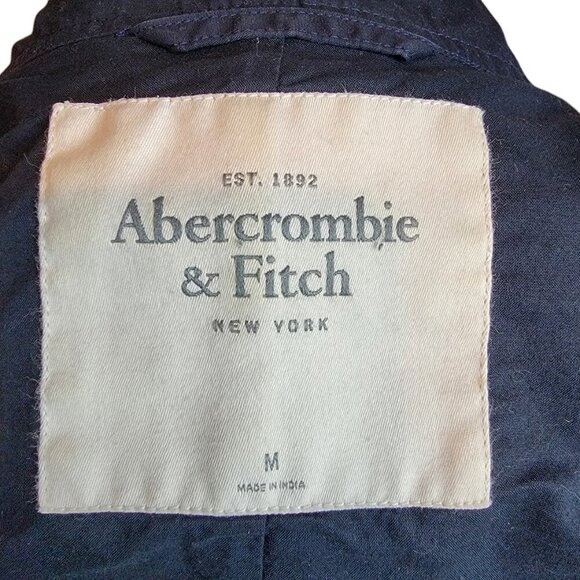 EST. 1892
Abercrombie
& Fitch
NEW YORK
M
MADE IN INDIA